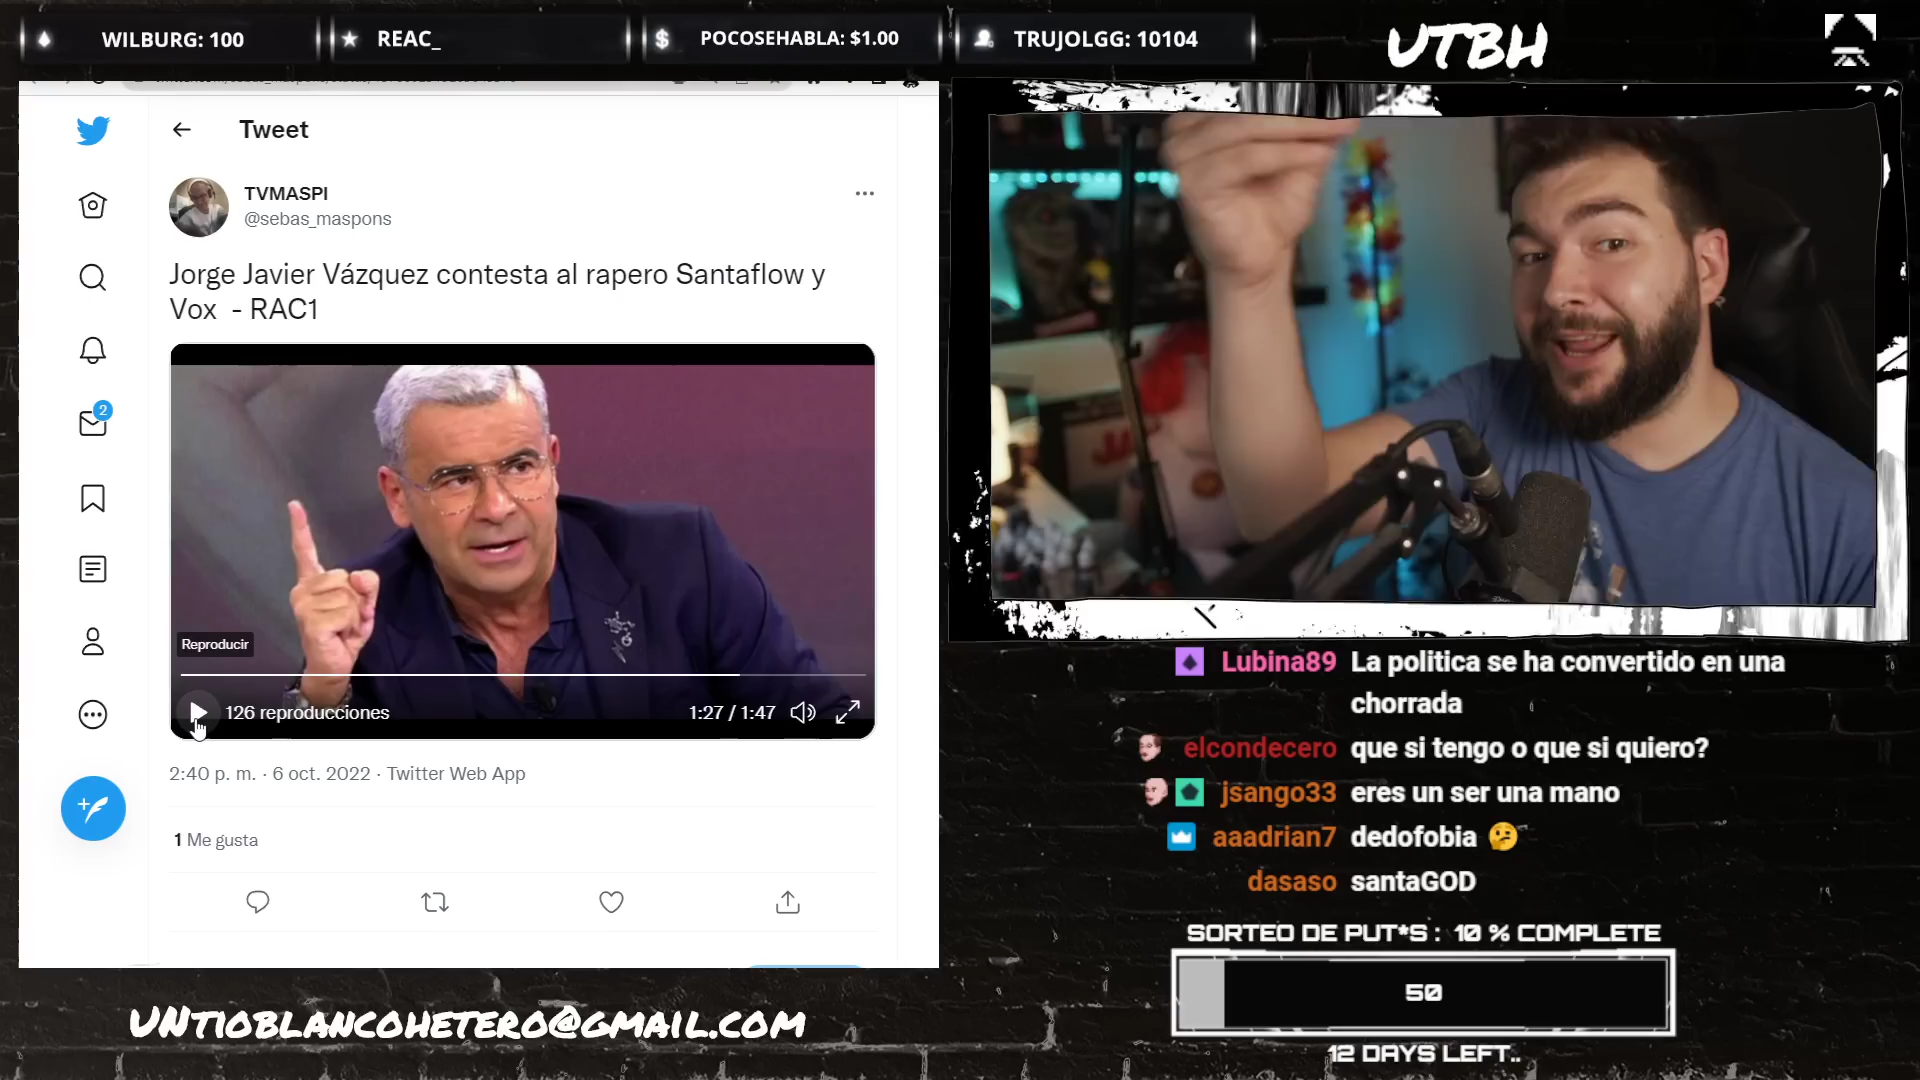 WILBURG: 100
REAC_
$
POCOSEHABLA: $1.00
TRUJOLGG: 10104
UTBH
Tweet
TVMASPI
@sebas_maspons
Jorge Javier Vázquez contesta al rapero Santaflow y
Vox - RAC1
2
Reproducir
126 reproducciones
1:27 / 1:47
2:40 p. m. · 6 oct. 2022 · Twitter Web App
1 Me gusta
Lubina89 La politica se ha convertido en una
chorrada
elcondecero que si tengo o que si quiero?
jsango33 eres un ser una mano
aaadrian7 dedofobia 🤔
dasaso santaGOD
SORTEO DE PUT*S : 10 % COMPLETE
50
12 DAYS LEFT..
UNTIOBLANCOHETERO@GMAIL.COM